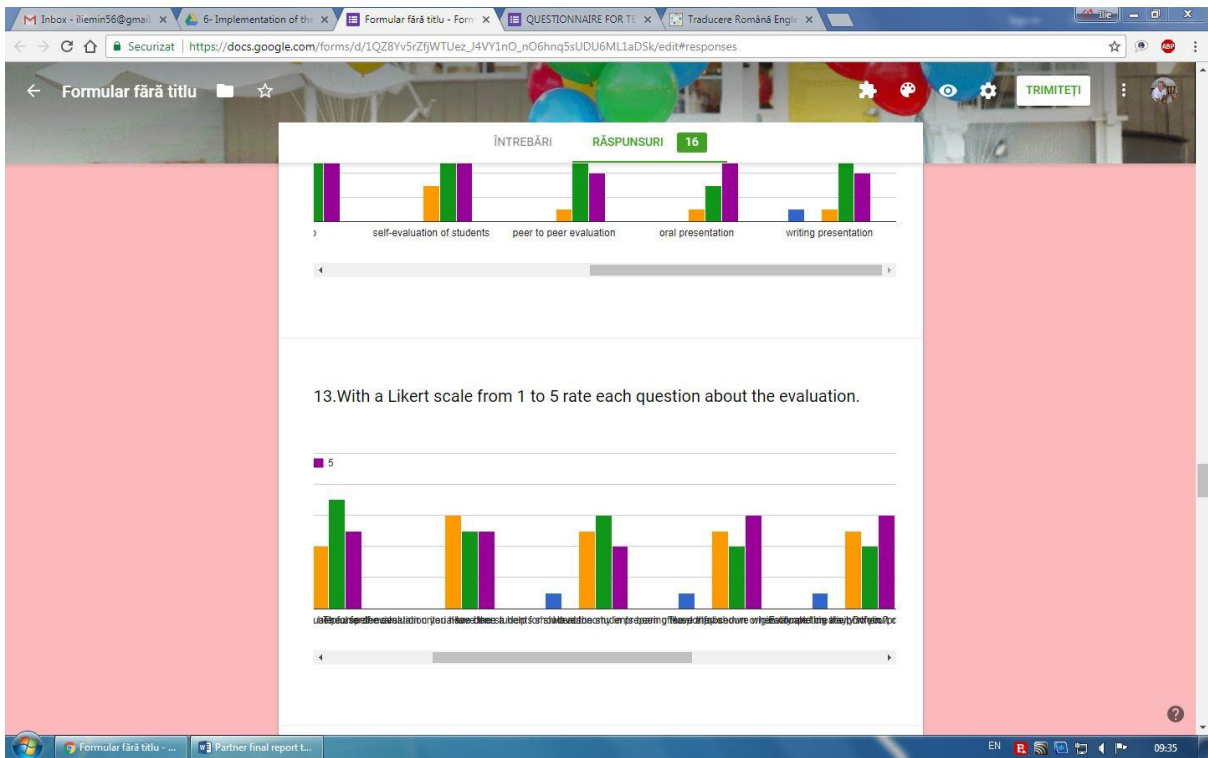 Inbox - iliemin56@gmail
6- Implementation of the
Formular fără titlu - Form
QUESTIONNAIRE FOR TE
Traducere Română Engle
Ilie
Securizat
https://docs.google.com/forms/d/1QZ8Yv5rZfjWTUez_J4VY1nO_nO6hnq5sUDU6ML1aDSk/edit#responses
ABP
Formular fără titlu
TRIMITEȚI
ÎNTREBĂRI
RĂSPUNSURI
16
self-evaluation of students
peer to peer evaluation
oral presentation
writing presentation
13.With a Likert scale from 1 to 5 rate each question about the evaluation.
5
Formular fără titlu - ...
Partner final report t...
EN
09:35